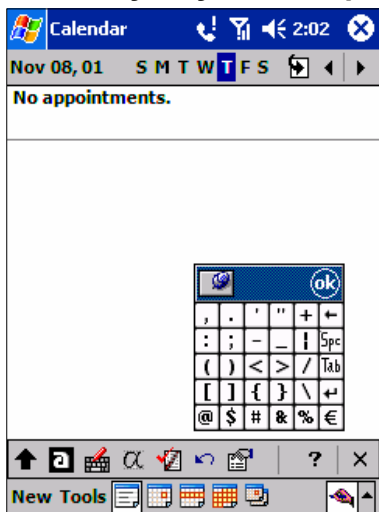 Calendar 2:02
Nov 08, 01 S M T W T F S
No appointments.
ok
, . ' " + ←
: ; - _ ¦ Spc
( ) < > / Tab
[ ] { } \ ↵
@ $ # & % €
a α ? ×
New Tools